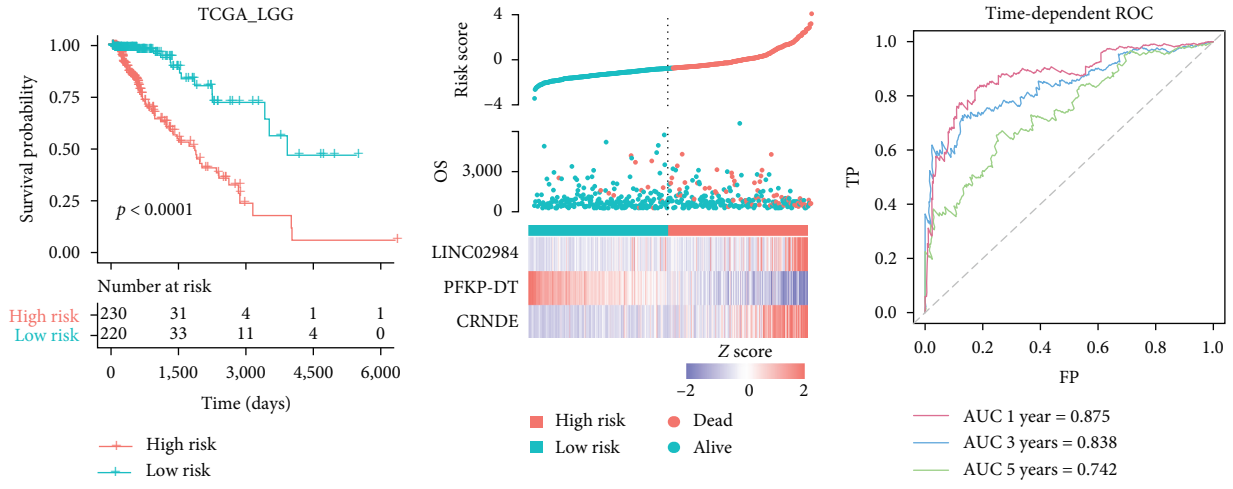 TCGA_LGG
Survival probability
1.00
0.75
0.50
0.25
0.00
p < 0.0001
Number at risk
High risk 230 31 4 1 1
Low risk 220 33 11 4 0
0 1,500 3,000 4,500 6,000
Time (days)
High risk
Low risk
Risk score
4
0
−4
OS
3,000
0
LINC02984
PFKP-DT
CRNDE
Z score
−2 0 2
High risk Dead
Low risk Alive
Time-dependent ROC
TP
1.0
0.8
0.6
0.4
0.2
0.0
0.0 0.2 0.4 0.6 0.8 1.0
FP
AUC 1 year = 0.875
AUC 3 years = 0.838
AUC 5 years = 0.742